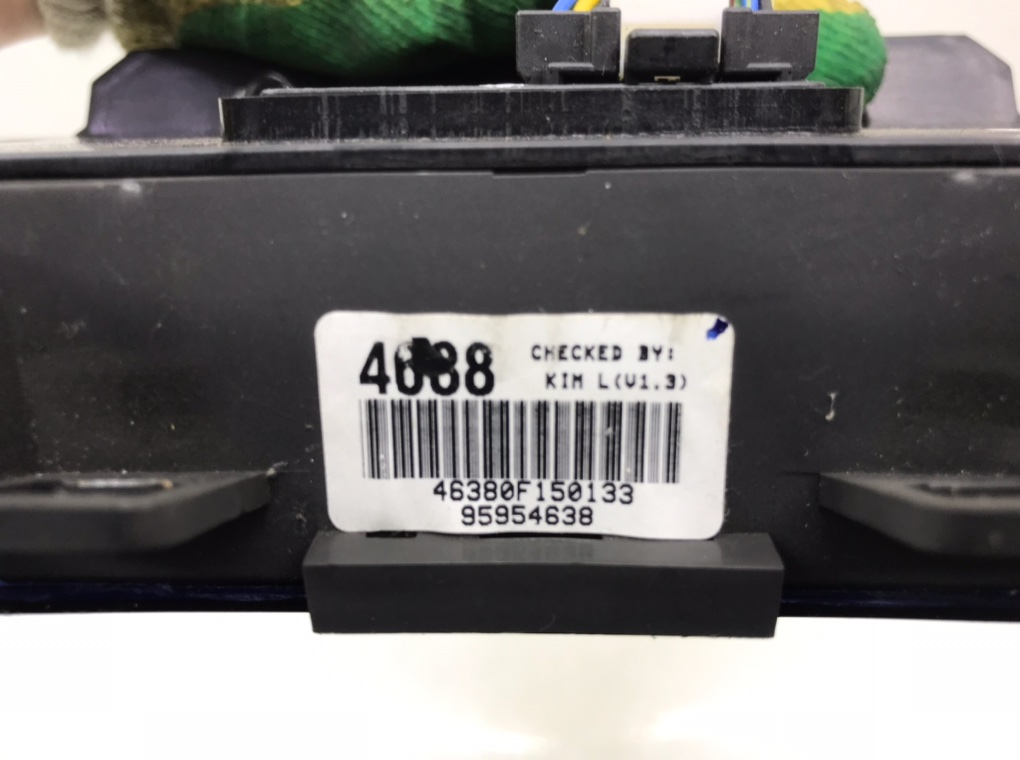 CHECKED BY:
KIM L(V1.3)
46380F150133
95954638